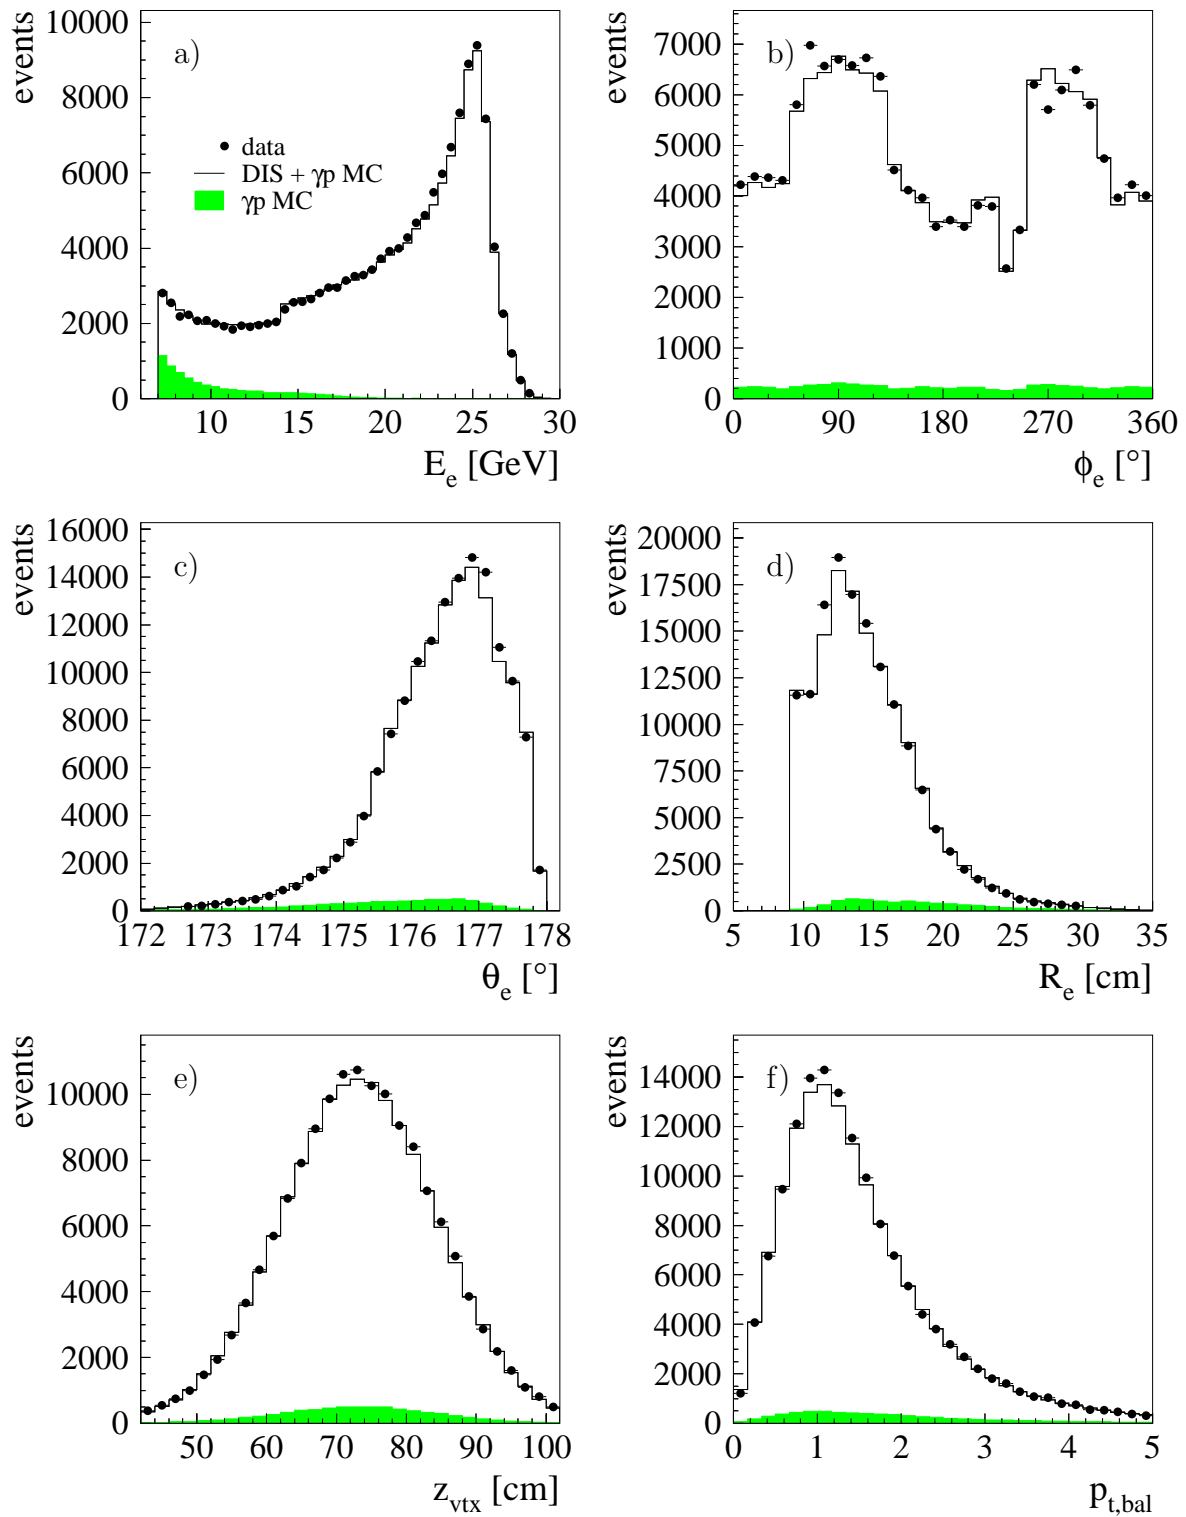 events
10000
8000
6000
4000
2000
0
a)
data
DIS + γp MC
γp MC
10 15 20 25 30
E_e [GeV]
events
7000
6000
5000
4000
3000
2000
1000
0
b)
0 90 180 270 360
ϕ_e [°]
events
16000
14000
12000
10000
8000
6000
4000
2000
0
c)
172 173 174 175 176 177 178
θ_e [°]
events
20000
17500
15000
12500
10000
7500
5000
2500
0
d)
5 10 15 20 25 30 35
R_e [cm]
events
10000
8000
6000
4000
2000
0
e)
50 60 70 80 90 100
z_vtx [cm]
events
14000
12000
10000
8000
6000
4000
2000
0
f)
0 1 2 3 4 5
p_t,bal